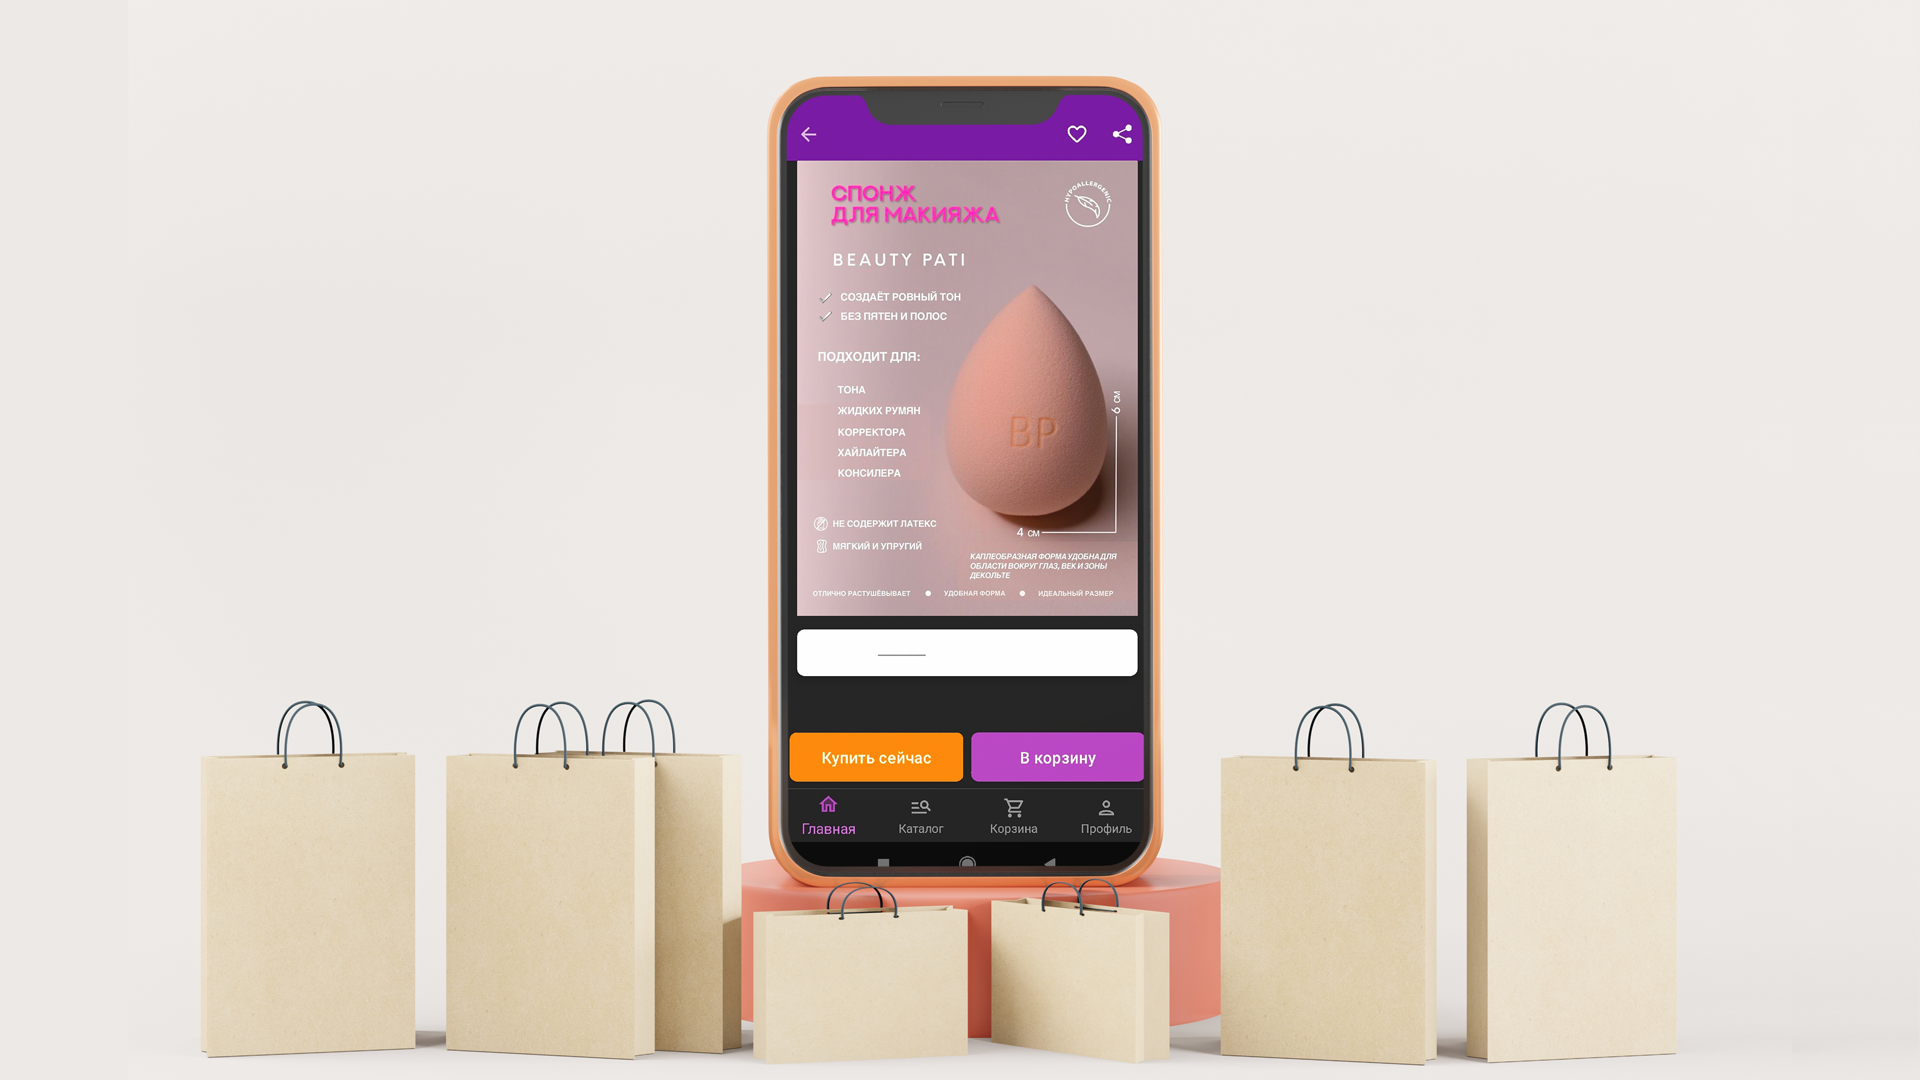 СПОНЖ
ДЛЯ МАКИЯЖА
HYPOALLERGENIC
BEAUTY PATI
СОЗДАЁТ РОВНЫЙ ТОН
БЕЗ ПЯТЕН И ПОЛОС
ПОДХОДИТ ДЛЯ:
ТОНА
ЖИДКИХ РУМЯН
КОРРЕКТОРА
ХАЙЛАЙТЕРА
КОНСИЛЕРА
BP
6 СМ
4 СМ
НЕ СОДЕРЖИТ ЛАТЕКС
МЯГКИЙ И УПРУГИЙ
КАПЛЕОБРАЗНАЯ ФОРМА УДОБНА ДЛЯ
ОБЛАСТИ ВОКРУГ ГЛАЗ, ВЕК И ЗОНЫ
ДЕКОЛЬТЕ
ОТЛИЧНО РАСТУШЁВЫВАЕТ ● УДОБНАЯ ФОРМА ● ИДЕАЛЬНЫЙ РАЗМЕР
Купить сейчас В корзину
Главная Каталог Корзина Профиль